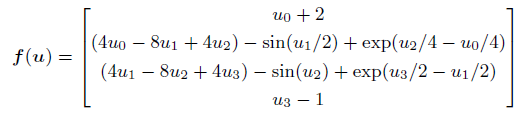 u₀ + 2
(4u₀ − 8u₁ + 4u₂) − sin(u₁/2) + exp(u₂/4 − u₀/4)
f(u) =
(4u₁ − 8u₂ + 4u₃) − sin(u₂) + exp(u₃/2 − u₁/2)
u₃ − 1